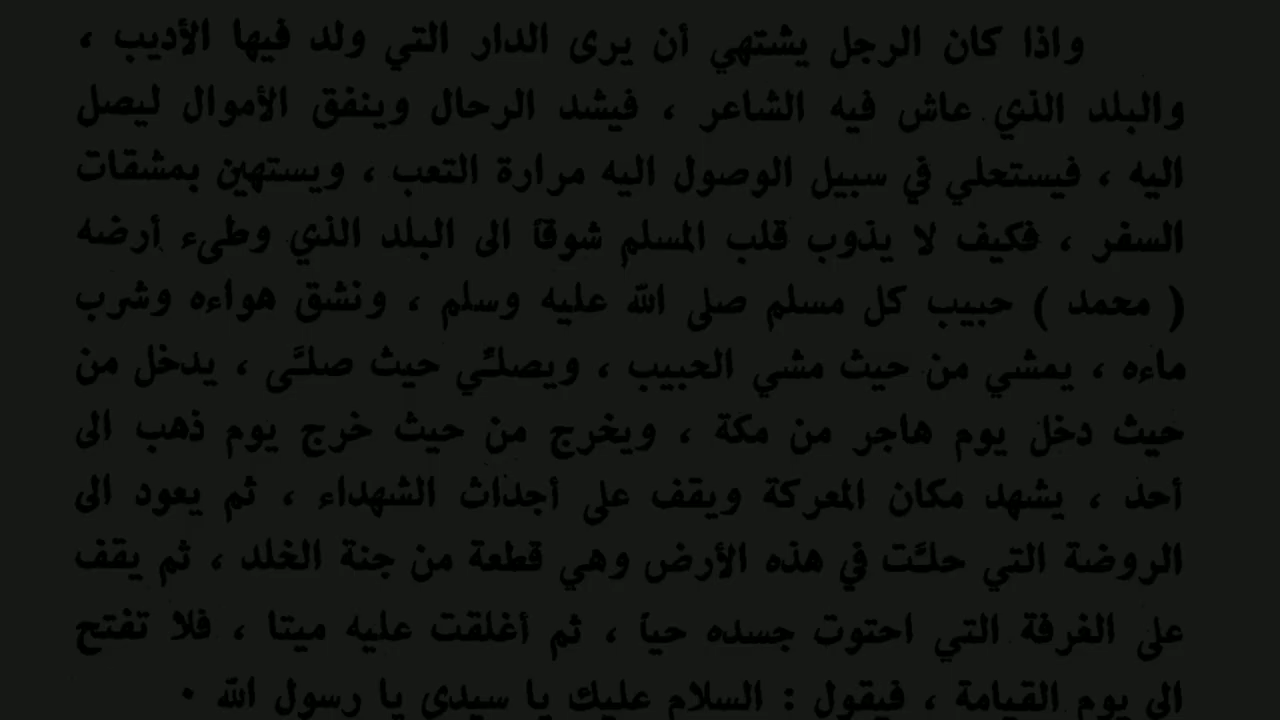 واذا كان الرجل يشتهي أن يرى الدار التي ولد فيها الأديب ،
والبلد الذي عاش فيه الشاعر ، فيشد الرحال وينفق الأموال ليصل
اليه ، فيستحلي في سبيل الوصول اليه مرارة التعب ، ويستهين بمشقات
السفر ، فكيف لا يذوب قلب المسلم شوقاً الى البلد الذي وطىء أرضه
( محمد ) حبيب كل مسلم صلى الله عليه وسلم ، ونشق هواءه وشرب
ماءه ، يمشي من حيث مشي الحبيب ، ويصلـّي حيث صلـَّى ، يدخل من
حيث دخل يوم هاجر من مكة ، ويخرج من حيث خرج يوم ذهب الى
أحد ، يشهد مكان المعركة ويقف على أجداث الشهداء ، ثم يعود الى
الروضة التي حلـَّت في هذه الأرض وهي قطعة من جنة الخلد ، ثم يقف
على الغرفة التي احتوت جسده حياً ، ثم أغلقت عليه ميتا ، فلا تفتح
الى يوم القيامة ، فيقول : السلام عليك يا سيدي يا رسول الله ٠